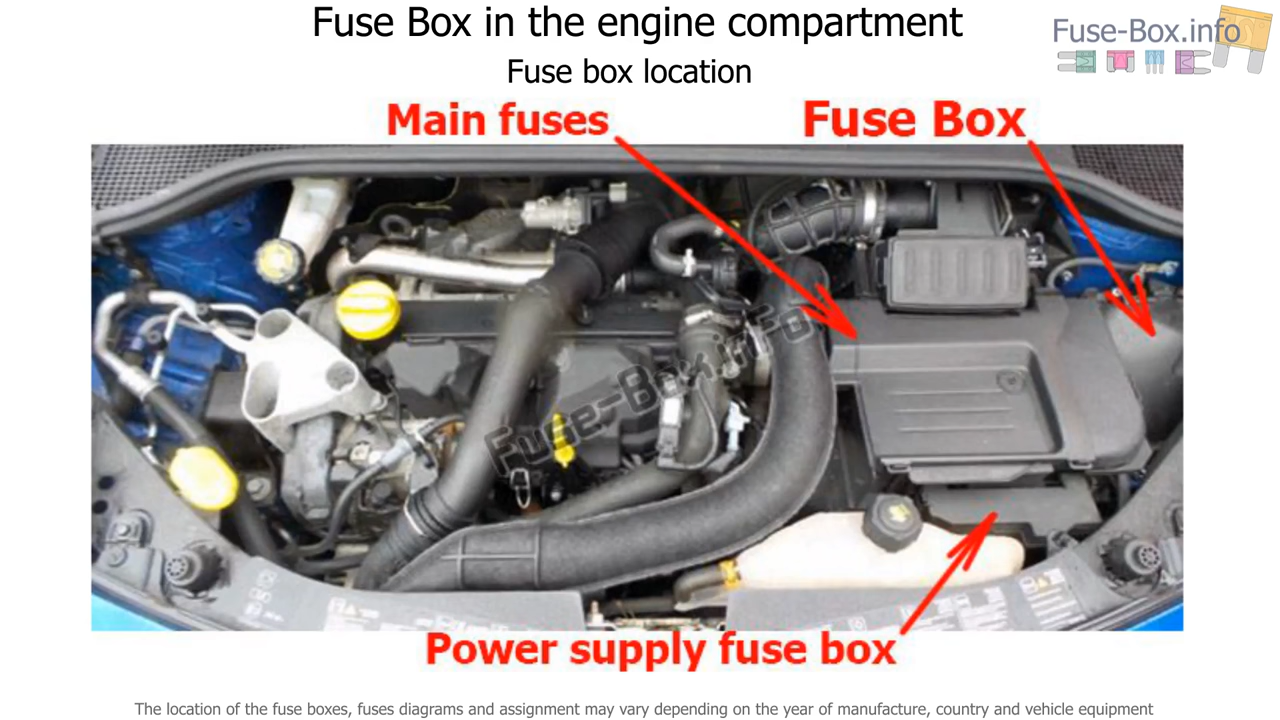 Fuse Box in the engine compartment
Fuse-Box.info
Fuse box location
Main fuses
Fuse Box
Fuse-Box.inFo
Power supply fuse box
The location of the fuse boxes, fuses diagrams and assignment may vary depending on the year of manufacture, country and vehicle equipment